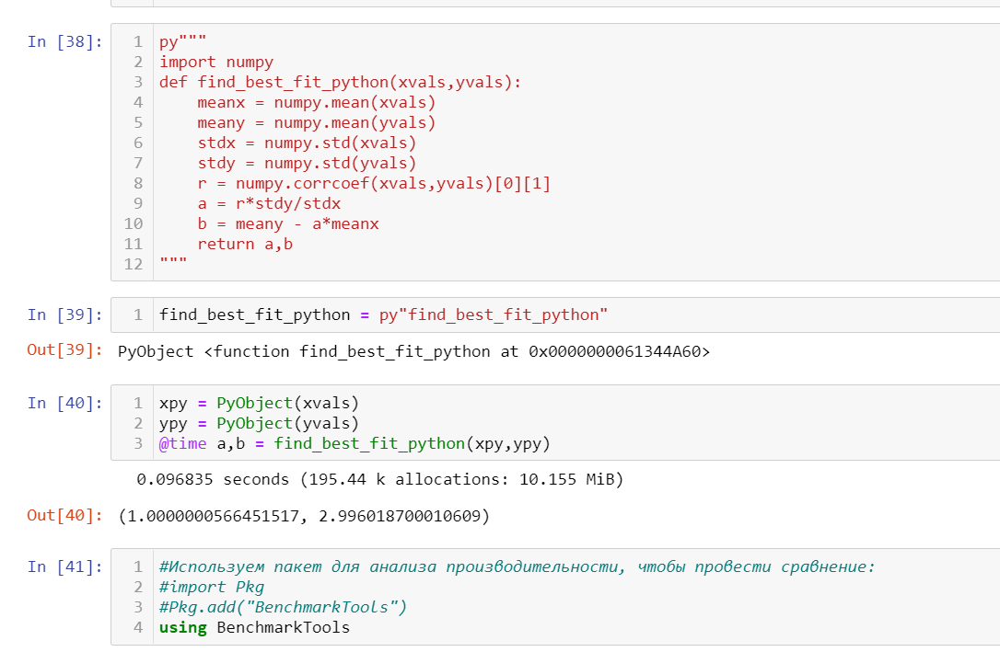 In [38]:
1 py"""
2 import numpy
3 def find_best_fit_python(xvals,yvals):
4     meanx = numpy.mean(xvals)
5     meany = numpy.mean(yvals)
6     stdx = numpy.std(xvals)
7     stdy = numpy.std(yvals)
8     r = numpy.corrcoef(xvals,yvals)[0][1]
9     a = r*stdy/stdx
10     b = meany - a*meanx
11     return a,b
12 """
In [39]:
1 find_best_fit_python = py"find_best_fit_python"
Out[39]: PyObject <function find_best_fit_python at 0x0000000061344A60>
In [40]:
1 xpy = PyObject(xvals)
2 ypy = PyObject(yvals)
3 @time a,b = find_best_fit_python(xpy,ypy)
0.096835 seconds (195.44 k allocations: 10.155 MiB)
Out[40]: (1.0000000566451517, 2.996018700010609)
In [41]:
1 #Используем пакет для анализа производительности, чтобы провести сравнение:
2 #import Pkg
3 #Pkg.add("BenchmarkTools")
4 using BenchmarkTools